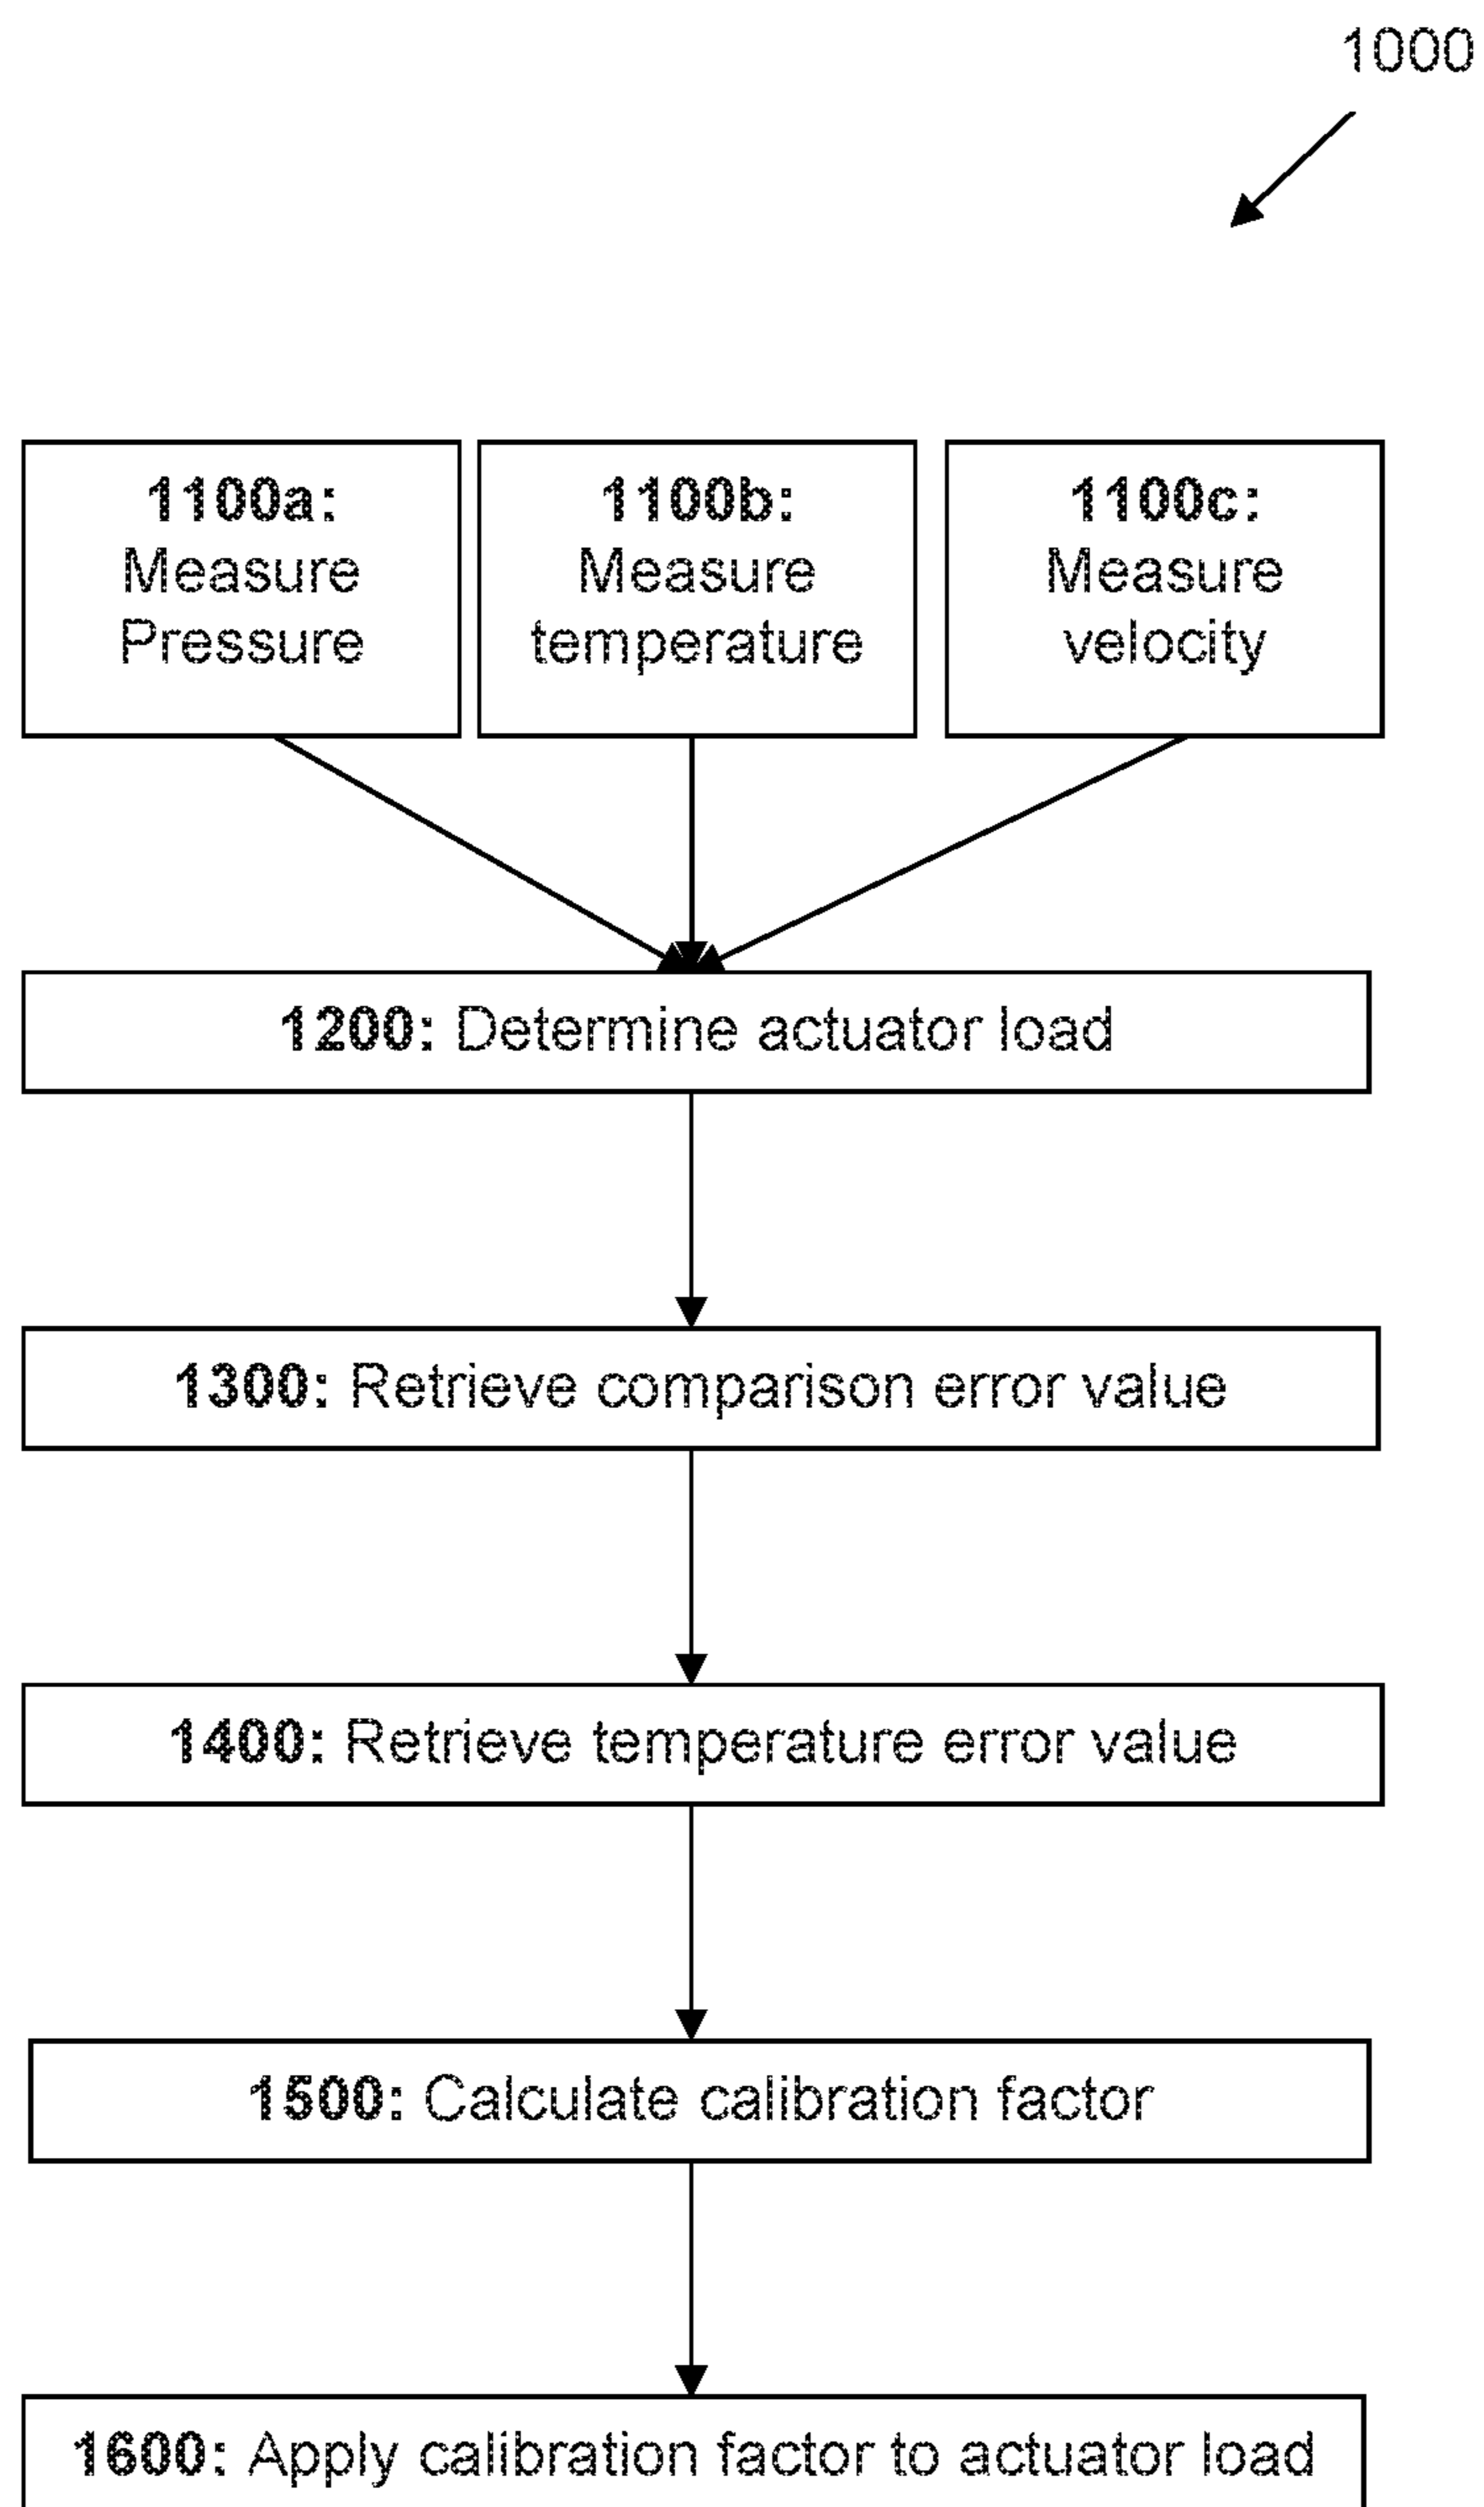 1000
1100a:
Measure
Pressure
1100b:
Measure
temperature
1100c:
Measure
velocity
1200: Determine actuator load
1300: Retrieve comparison error value
1400: Retrieve temperature error value
1500: Calculate calibration factor
1600: Apply calibration factor to actuator load